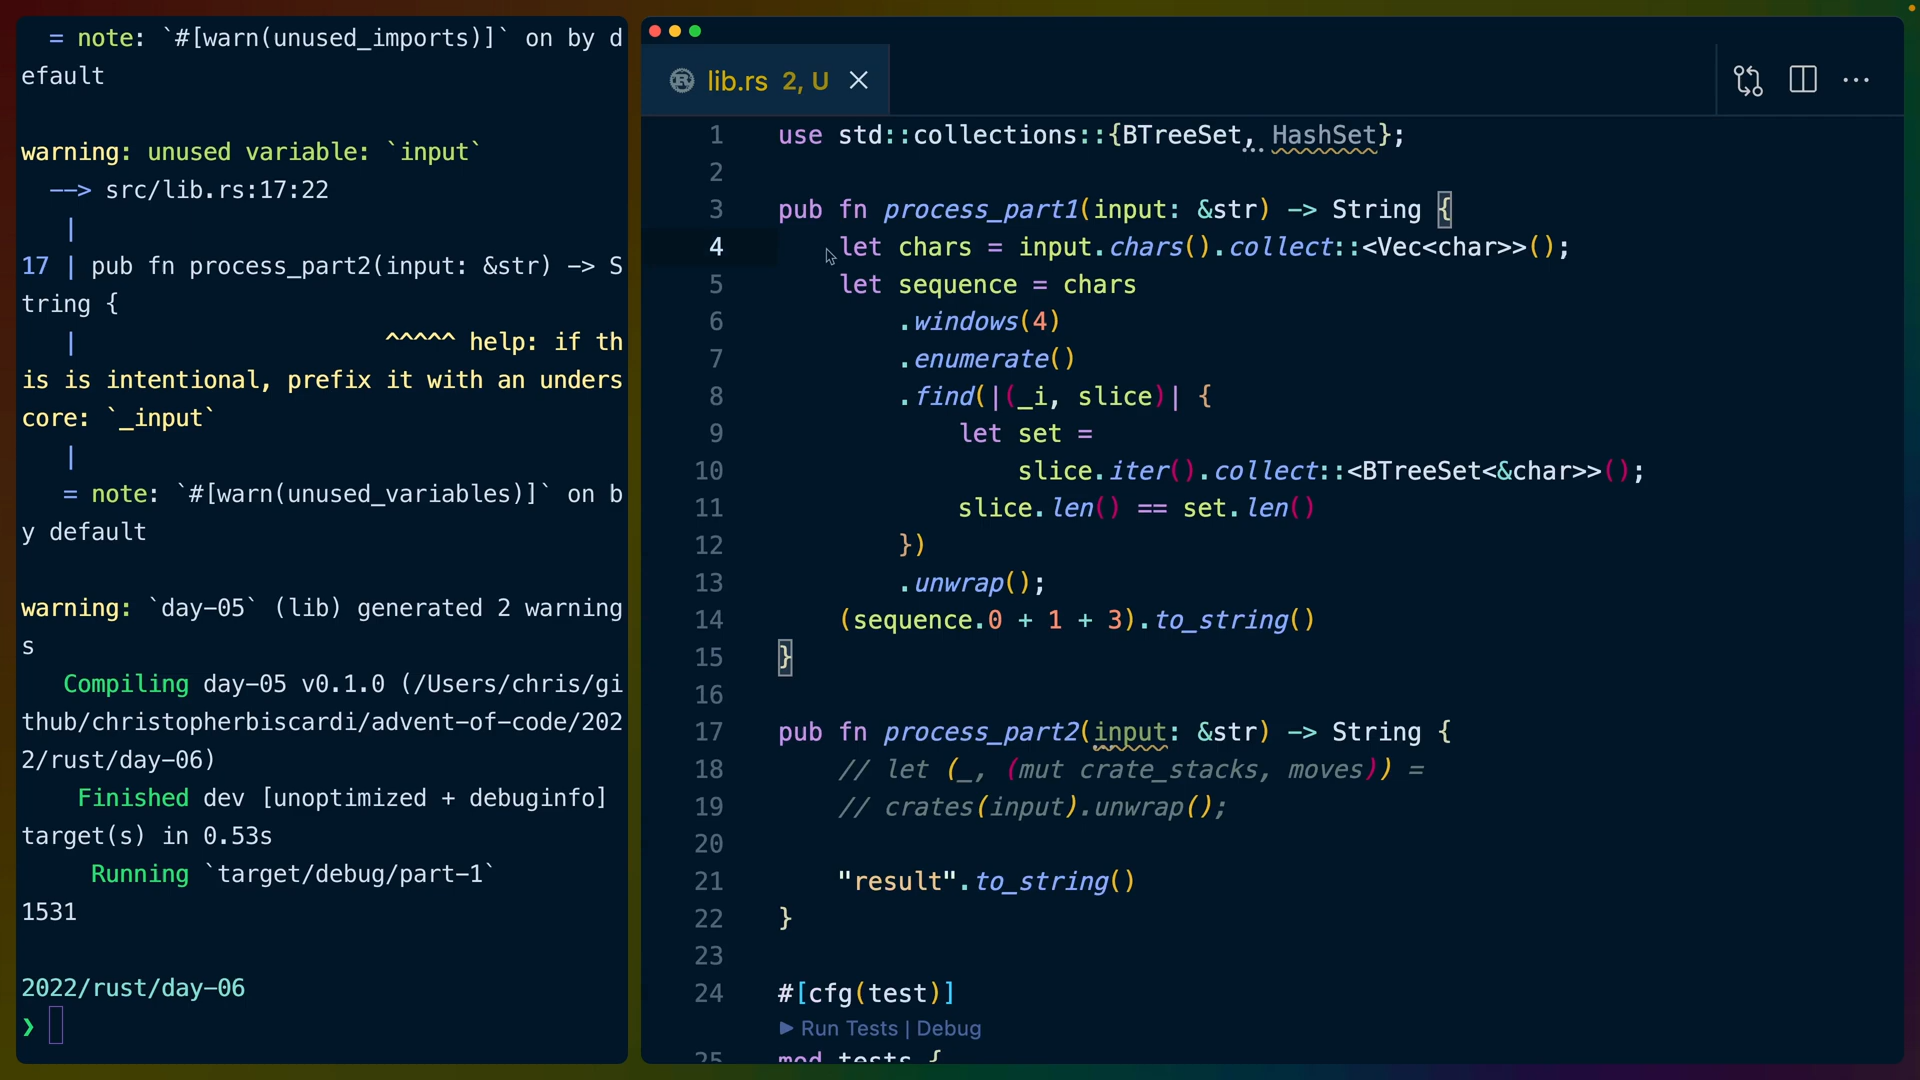 = note: `#[warn(unused_imports)]` on by d
efault
warning: unused variable: `input`
--> src/lib.rs:17:22
|
17 | pub fn process_part2(input: &str) -> S
tring {
| ^^^^^ help: if th
is is intentional, prefix it with an unders
core: `_input`
|
= note: `#[warn(unused_variables)]` on b
y default
warning: `day-05` (lib) generated 2 warning
s
Compiling day-05 v0.1.0 (/Users/chris/gi
thub/christopherbiscardi/advent-of-code/202
2/rust/day-06)
Finished dev [unoptimized + debuginfo]
target(s) in 0.53s
Running `target/debug/part-1`
1531
2022/rust/day-06
❯
lib.rs 2, U
1 use std::collections::{BTreeSet, HashSet};
2
3 pub fn process_part1(input: &str) -> String {
4 let chars = input.chars().collect::<Vec<char>>();
5 let sequence = chars
6 .windows(4)
7 .enumerate()
8 .find(|(_i, slice)| {
9 let set =
10 slice.iter().collect::<BTreeSet<&char>>();
11 slice.len() == set.len()
12 })
13 .unwrap();
14 (sequence.0 + 1 + 3).to_string()
15 }
16
17 pub fn process_part2(input: &str) -> String {
18 // let (_, (mut crate_stacks, moves)) =
19 // crates(input).unwrap();
20
21 "result".to_string()
22 }
23
24 #[cfg(test)]
▶ Run Tests | Debug
25 mod tests {